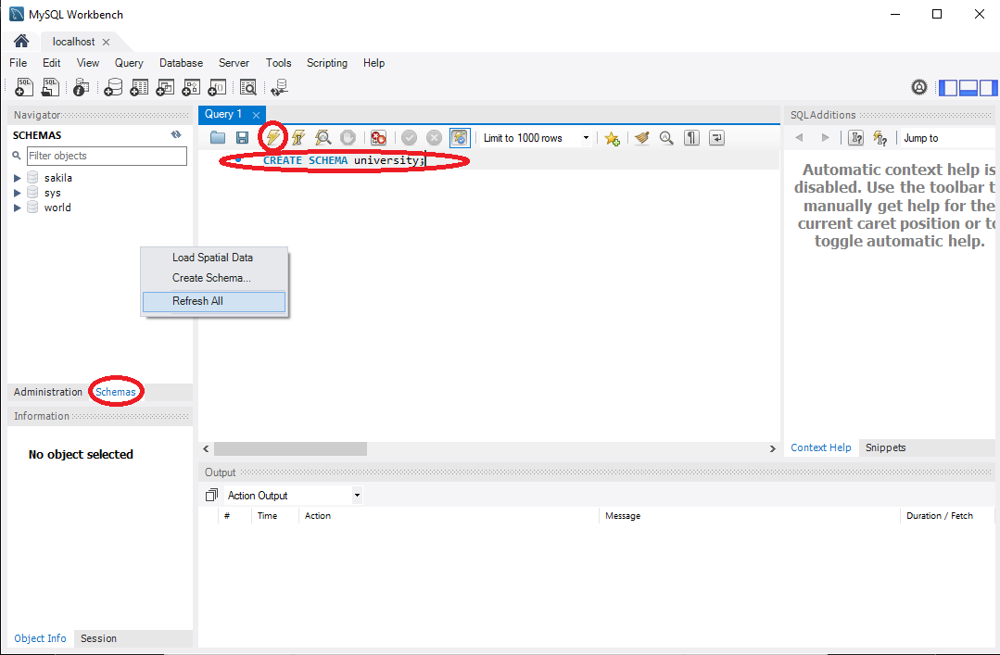 MySQL Workbench
localhost
File Edit View Query Database Server Tools Scripting Help
Navigator
SCHEMAS
Filter objects
sakila
sys
world
Load Spatial Data
Create Schema...
Refresh All
Administration Schemas
Information
No object selected
Object Info Session
Query 1
Limit to 1000 rows
CREATE SCHEMA university;
Output
Action Output
# Time Action Message Duration / Fetch
SQLAdditions
Jump to
Automatic context help is
disabled. Use the toolbar t
manually get help for the
current caret position or to
toggle automatic help.
Context Help Snippets